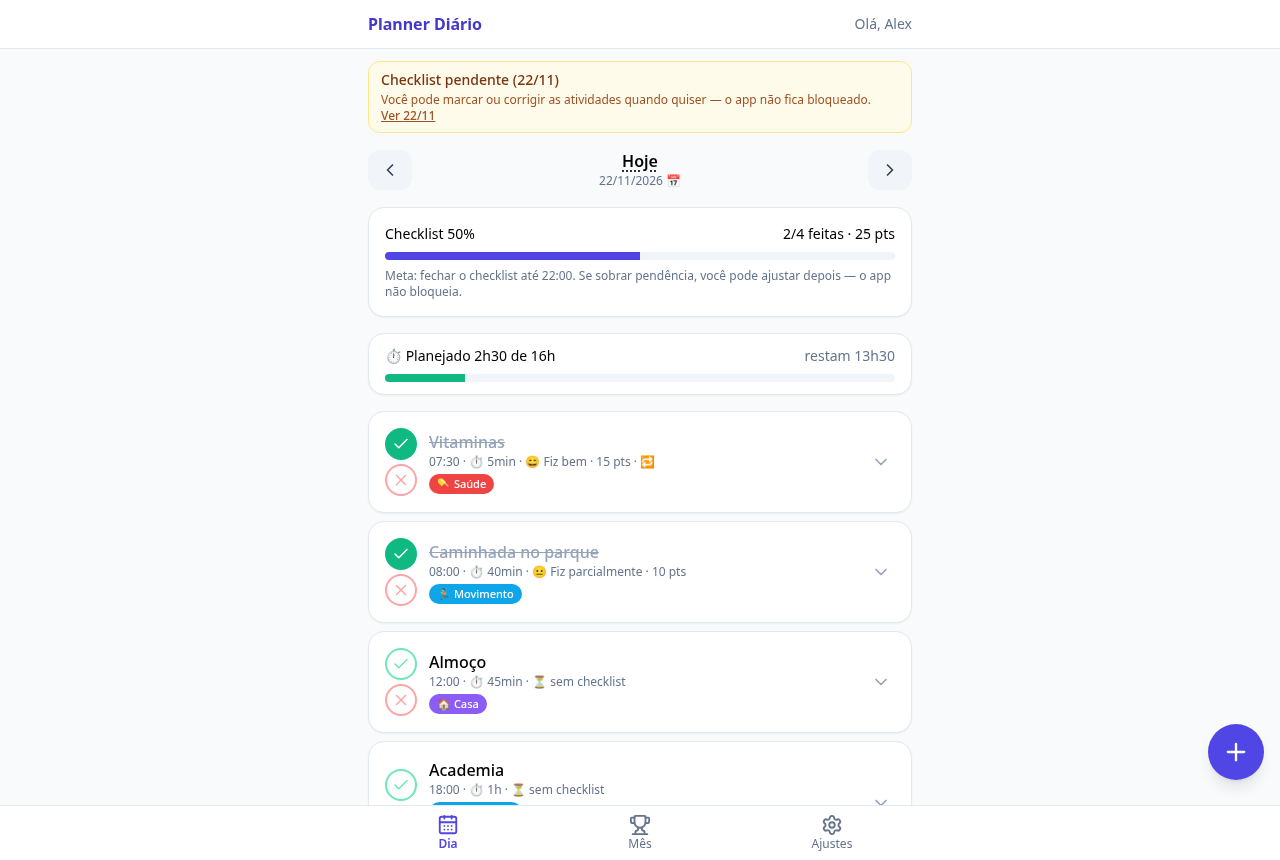 Planner Diário
Olá, Alex
Checklist pendente (22/11)
Você pode marcar ou corrigir as atividades quando quiser — o app não fica bloqueado.
Ver 22/11
Hoje
22/11/2026 📅
Checklist 50%
2/4 feitas · 25 pts
Meta: fechar o checklist até 22:00. Se sobrar pendência, você pode ajustar depois — o app
não bloqueia.
⏱️ Planejado 2h30 de 16h
restam 13h30
Vitaminas
07:30 · ⏱️ 5min · 😄 Fiz bem · 15 pts · 🔁
💊 Saúde
Caminhada no parque
08:00 · ⏱️ 40min · 😐 Fiz parcialmente · 10 pts
🏃 Movimento
Almoço
12:00 · ⏱️ 45min · ⏳ sem checklist
🏠 Casa
Academia
18:00 · ⏱️ 1h · ⏳ sem checklist
Dia
Mês
Ajustes